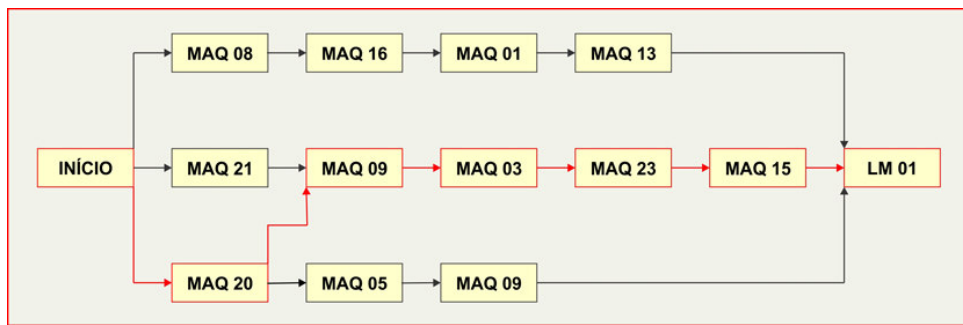 MAQ 08
MAQ 16
MAQ 01
MAQ 13
INÍCIO
MAQ 21
MAQ 09
MAQ 03
MAQ 23
MAQ 15
LM 01
MAQ 20
MAQ 05
MAQ 09